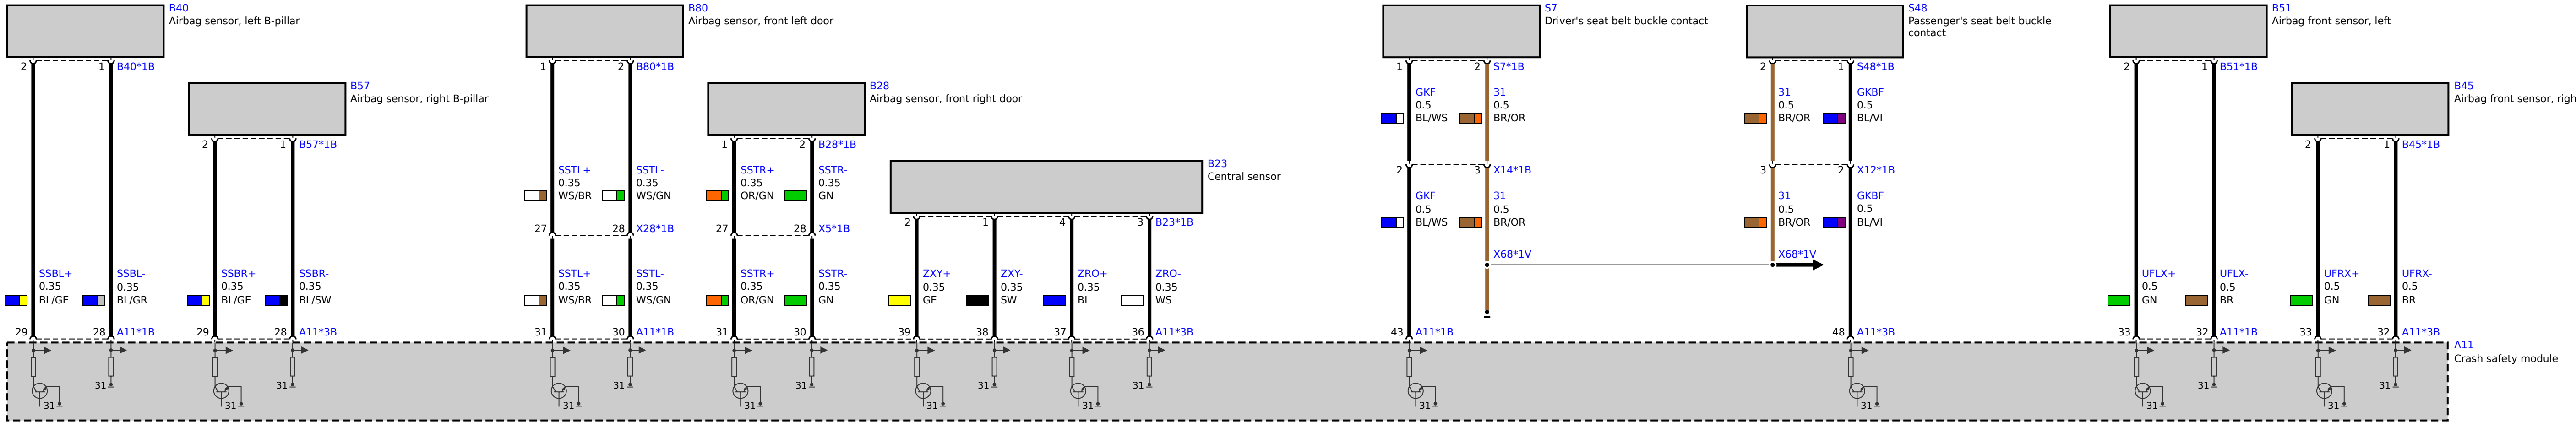 B40
Airbag sensor, left B-pillar
B80
Airbag sensor, front left door
S7
Driver's seat belt buckle contact
S48
Passenger's seat belt buckle
contact
B51
Airbag front sensor, left
2 1 B40*1B
1 2 B80*1B
1 2 S7*1B
2 1 S48*1B
2 1 B51*1B
B57
Airbag sensor, right B-pillar
B28
Airbag sensor, front right door
B45
Airbag front sensor, righ
GKF
0.5
BL/WS
31
0.5
BR/OR
31
0.5
BR/OR
GKBF
0.5
BL/VI
2 1 B57*1B
1 2 B28*1B
2 1 B45*1B
B23
Central sensor
SSTL+
0.35
WS/BR
SSTL-
0.35
WS/GN
SSTR+
0.35
OR/GN
SSTR-
0.35
GN
2 3 X14*1B
3 2 X12*1B
GKF
0.5
BL/WS
31
0.5
BR/OR
31
0.5
BR/OR
GKBF
0.5
BL/VI
27 28 X28*1B
27 28 X5*1B
2 1 4 3 B23*1B
X68*1V
X68*1V
SSBL+
0.35
BL/GE
SSBL-
0.35
BL/GR
SSBR+
0.35
BL/GE
SSBR-
0.35
BL/SW
SSTL+
0.35
WS/BR
SSTL-
0.35
WS/GN
SSTR+
0.35
OR/GN
SSTR-
0.35
GN
ZXY+
0.35
GE
ZXY-
0.35
SW
ZRO+
0.35
BL
ZRO-
0.35
WS
UFLX+
0.5
GN
UFLX-
0.5
BR
UFRX+
0.5
GN
UFRX-
0.5
BR
29 28 A11*1B
29 28 A11*3B
31 30 A11*1B
31 30
39 38 37 36 A11*3B
43 A11*1B
48 A11*3B
33 32 A11*1B
33 32 A11*3B
A11
Crash safety module
31 31 31 31 31 31 31 31 31 31 31 31 31 31 31 31 31 31